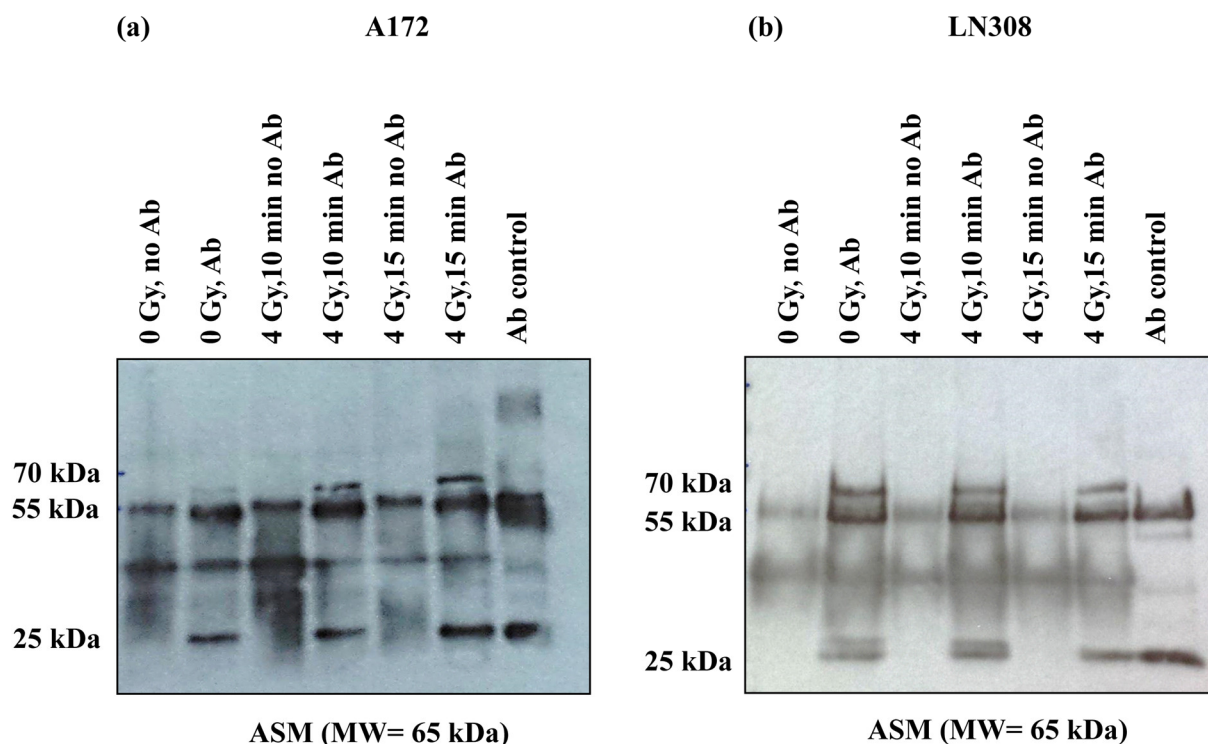 (a) A172
0 Gy, no Ab
0 Gy, Ab
4 Gy,10 min no Ab
4 Gy,10 min Ab
4 Gy,15 min no Ab
4 Gy,15 min Ab
Ab control
70 kDa
55 kDa
25 kDa
ASM (MW= 65 kDa)
(b) LN308
0 Gy, no Ab
0 Gy, Ab
4 Gy,10 min no Ab
4 Gy,10 min Ab
4 Gy,15 min no Ab
4 Gy,15 min Ab
Ab control
70 kDa
55 kDa
25 kDa
ASM (MW= 65 kDa)